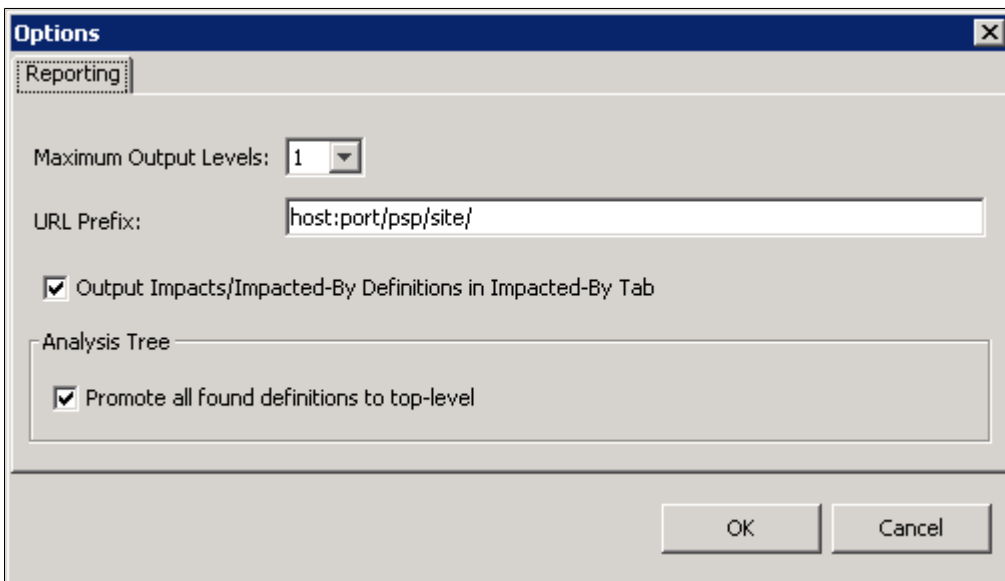 Options
Reporting
Maximum Output Levels: 1
URL Prefix: host:port/psp/site/
Output Impacts/Impacted-By Definitions in Impacted-By Tab
Analysis Tree
Promote all found definitions to top-level
OK Cancel